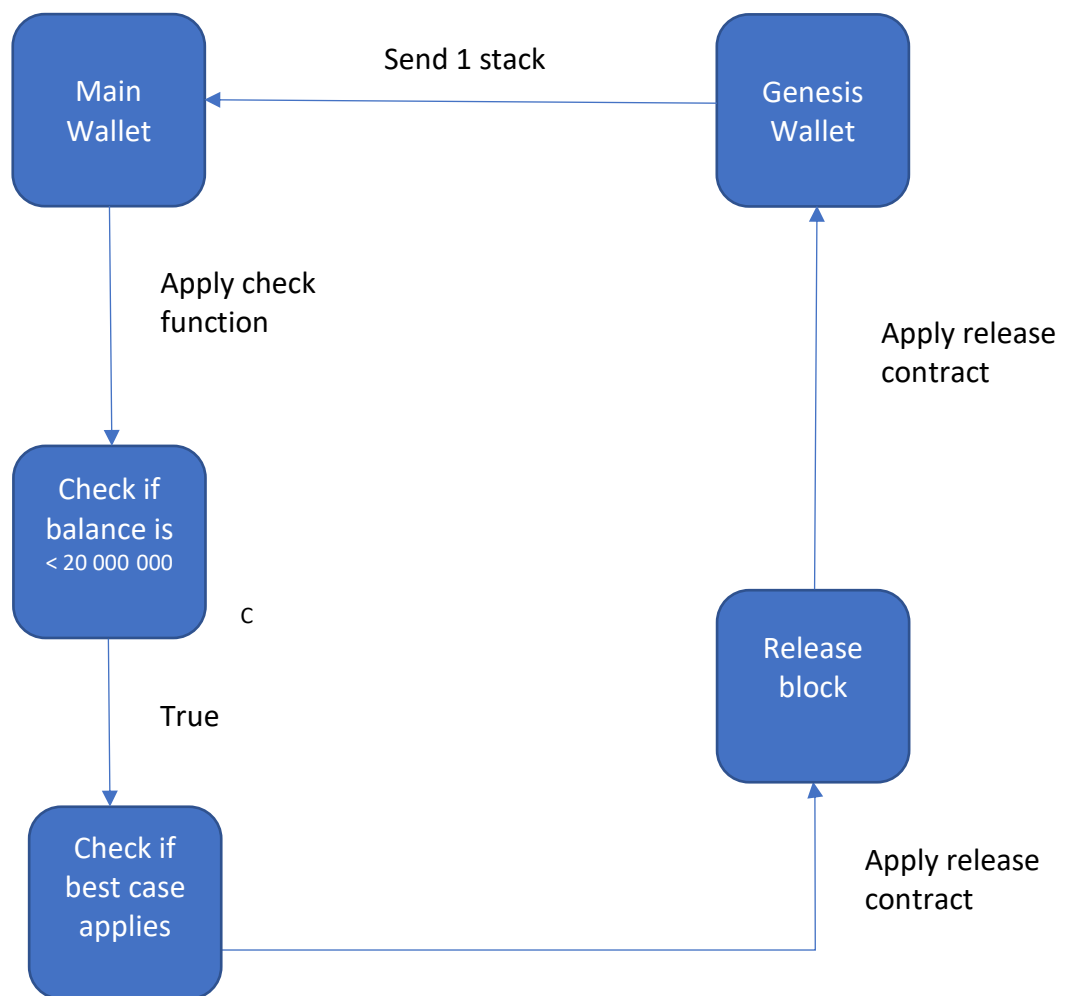 Send 1 stack
Main
Wallet
Genesis
Wallet
Apply check
function
Apply release
contract
Check if
balance is
< 20 000 000
c
Release
block
True
Check if
best case
applies
Apply release
contract